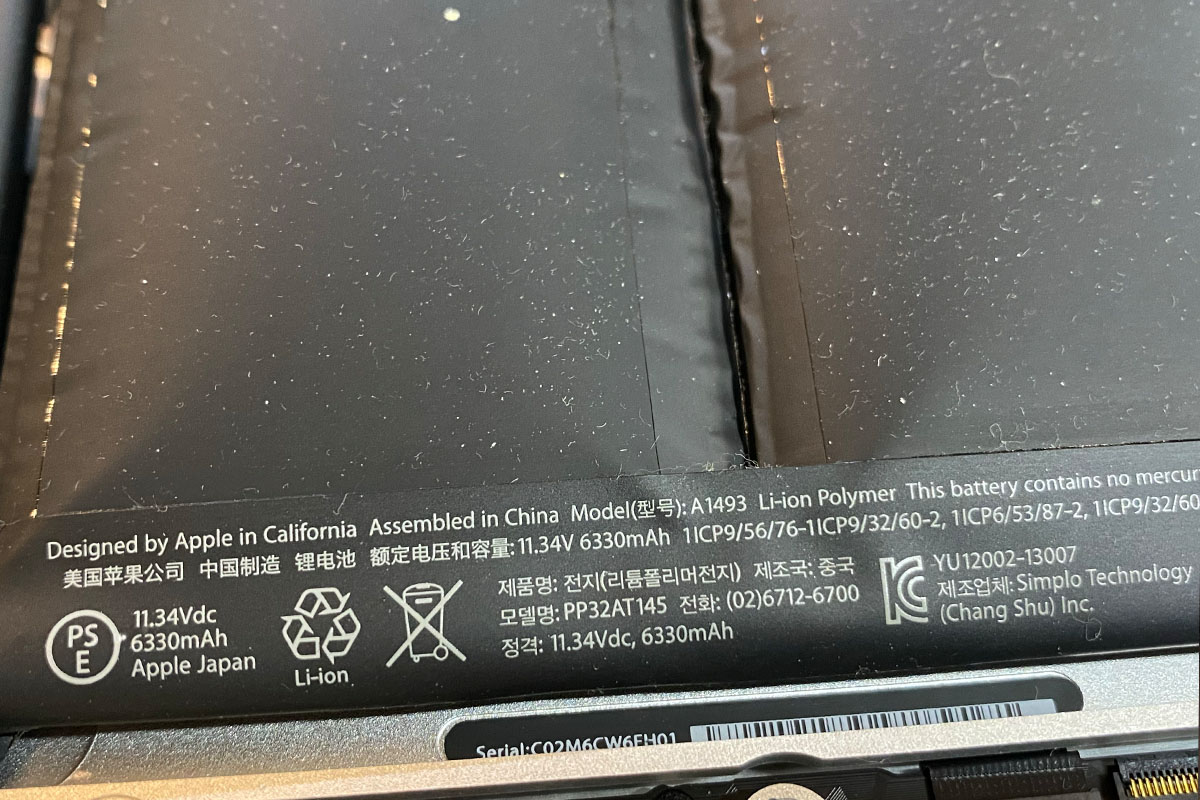 Designed by Apple in California Assembled in China Model(型号): A1493 Li-ion Polymer This battery contains no
美国苹果公司 中国制造 锂电池 额定电压和容量: 11.34V 6330mAh 1ICP9/56/76-1ICP9/32/60-2, 1ICP6/53/87-2, 1ICP9/32/60
PS
E
11.34Vdc
6330mAh
Apple Japan
Li-ion
제품명: 전지(리튬폴리머전지) 제조국: 중국
모델명: PP32AT145 전화: (02)6712-6700
정격: 11.34Vdc, 6330mAh
YU12002-13007
제조업체: Simplo Technology
(Chang Shu) Inc.
Serial:C02M6CW6FH01